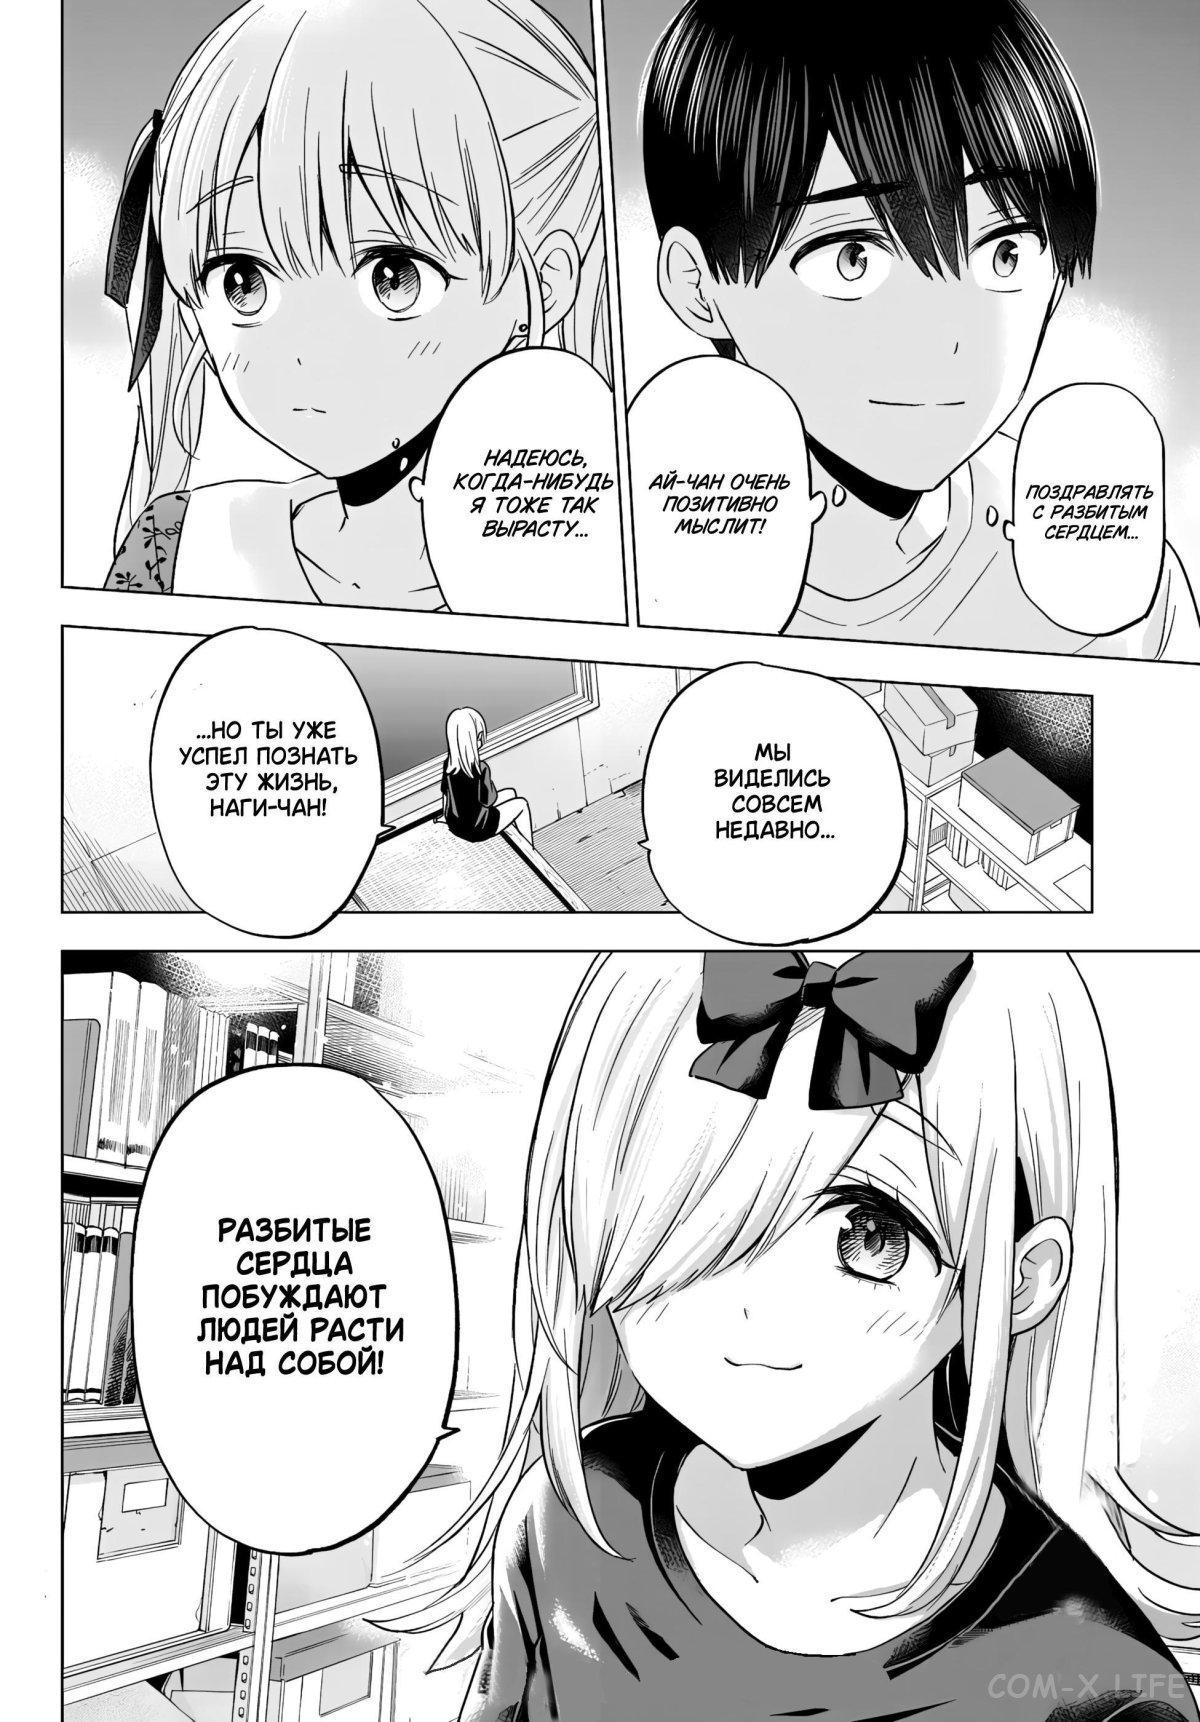 ПОЗДРАВЛЯТЬ
С РАЗБИТЫМ
СЕРДЦЕМ...
АЙ-ЧАН ОЧЕНЬ
ПОЗИТИВНО
МЫСЛИТ!
НАДЕЮСЬ,
КОГДА-НИБУДЬ
Я ТОЖЕ ТАК
ВЫРАСТУ...
МЫ
ВИДЕЛИСЬ
СОВСЕМ
НЕДАВНО...
...НО ТЫ УЖЕ
УСПЕЛ ПОЗНАТЬ
ЭТУ ЖИЗНЬ,
НАГИ-ЧАН!
РАЗБИТЫЕ
СЕРДЦА
ПОБУЖДАЮТ
ЛЮДЕЙ РАСТИ
НАД СОБОЙ!
COM-X LIFE